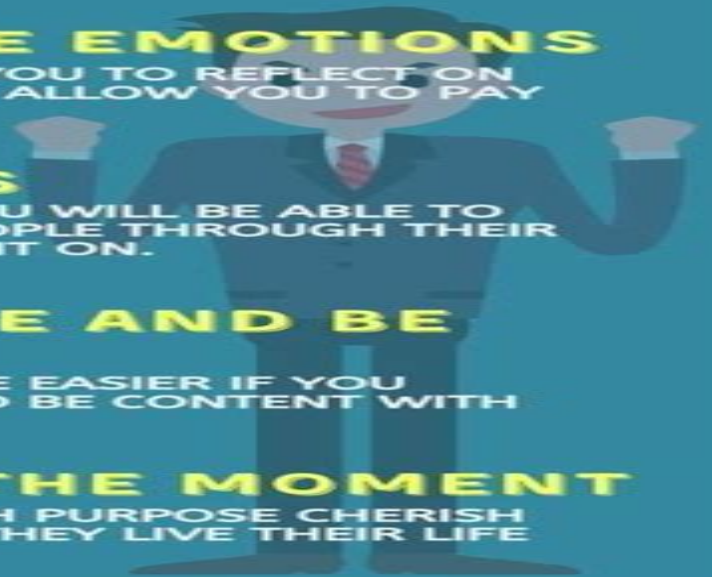 E EMOTIONS
YOU TO REFLECT ON
ALLOW YOU TO PAY
S
U WILL BE ABLE TO
OPLE THROUGH THEIR
IT ON.
E AND BE
E EASIER IF YOU
D BE CONTENT WITH
THE MOMENT
H PURPOSE CHERISH
HEY LIVE THEIR LIFE